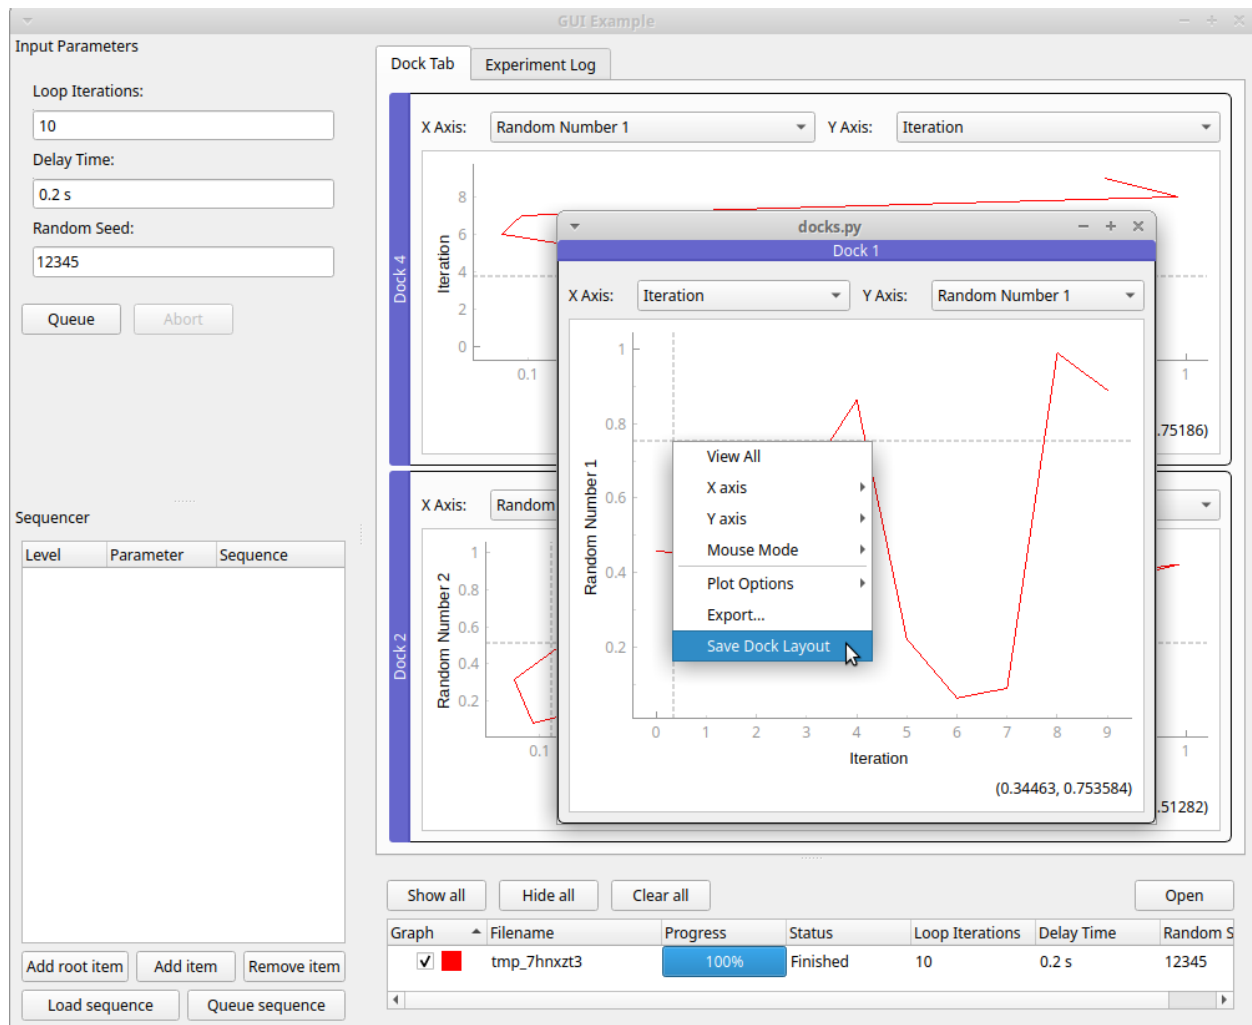 GUI Example
Input Parameters
Loop Iterations:
10
Delay Time:
0.2 s
Random Seed:
12345
Queue Abort
Sequencer
Level Parameter Sequence
Add root item Add item Remove item
Load sequence Queue sequence
Dock Tab Experiment Log
Dock 4
X Axis: Random Number 1 Y Axis: Iteration
Iteration
8
6
4
2
0
0.1 1
.75186)
Dock 2
X Axis: Random
Random Number 2
1
0.8
0.6
0.4
0.2
0.1 1
.51282)
docks.py
Dock 1
X Axis: Iteration Y Axis: Random Number 1
Random Number 1
1
0.8
0.6
0.4
0.2
0 1 2 3 4 5 6 7 8 9
Iteration
(0.34463, 0.753584)
View All
X axis
Y axis
Mouse Mode
Plot Options
Export...
Save Dock Layout
Show all Hide all Clear all Open
Graph Filename Progress Status Loop Iterations Delay Time Random S
tmp_7hnxzt3 100% Finished 10 0.2 s 12345